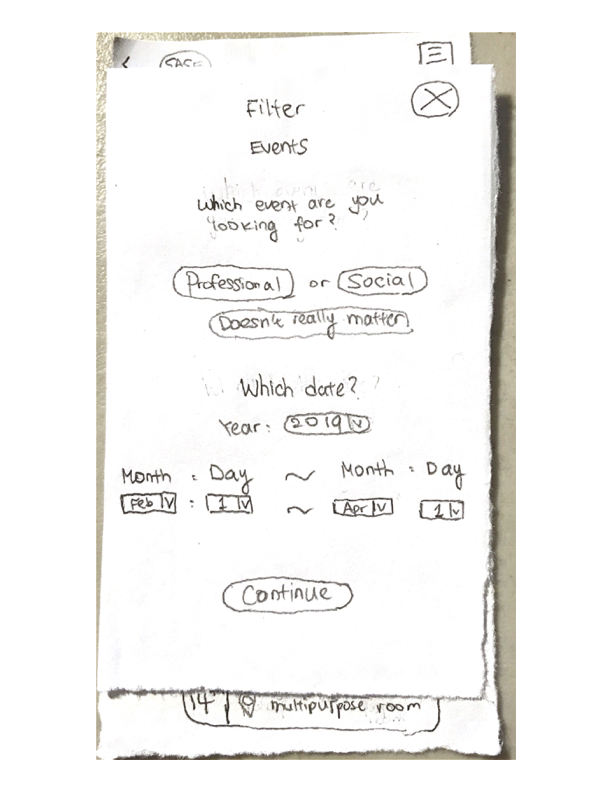 SASE
Filter
Events
Which event are you
looking for?
Professional or Social
Doesn't really matter
Which date?
Year: 2019 v
Month : Day ~ Month : Day
Feb v : 1 v ~ Apr v 1 v
Continue
14 multipurpose room